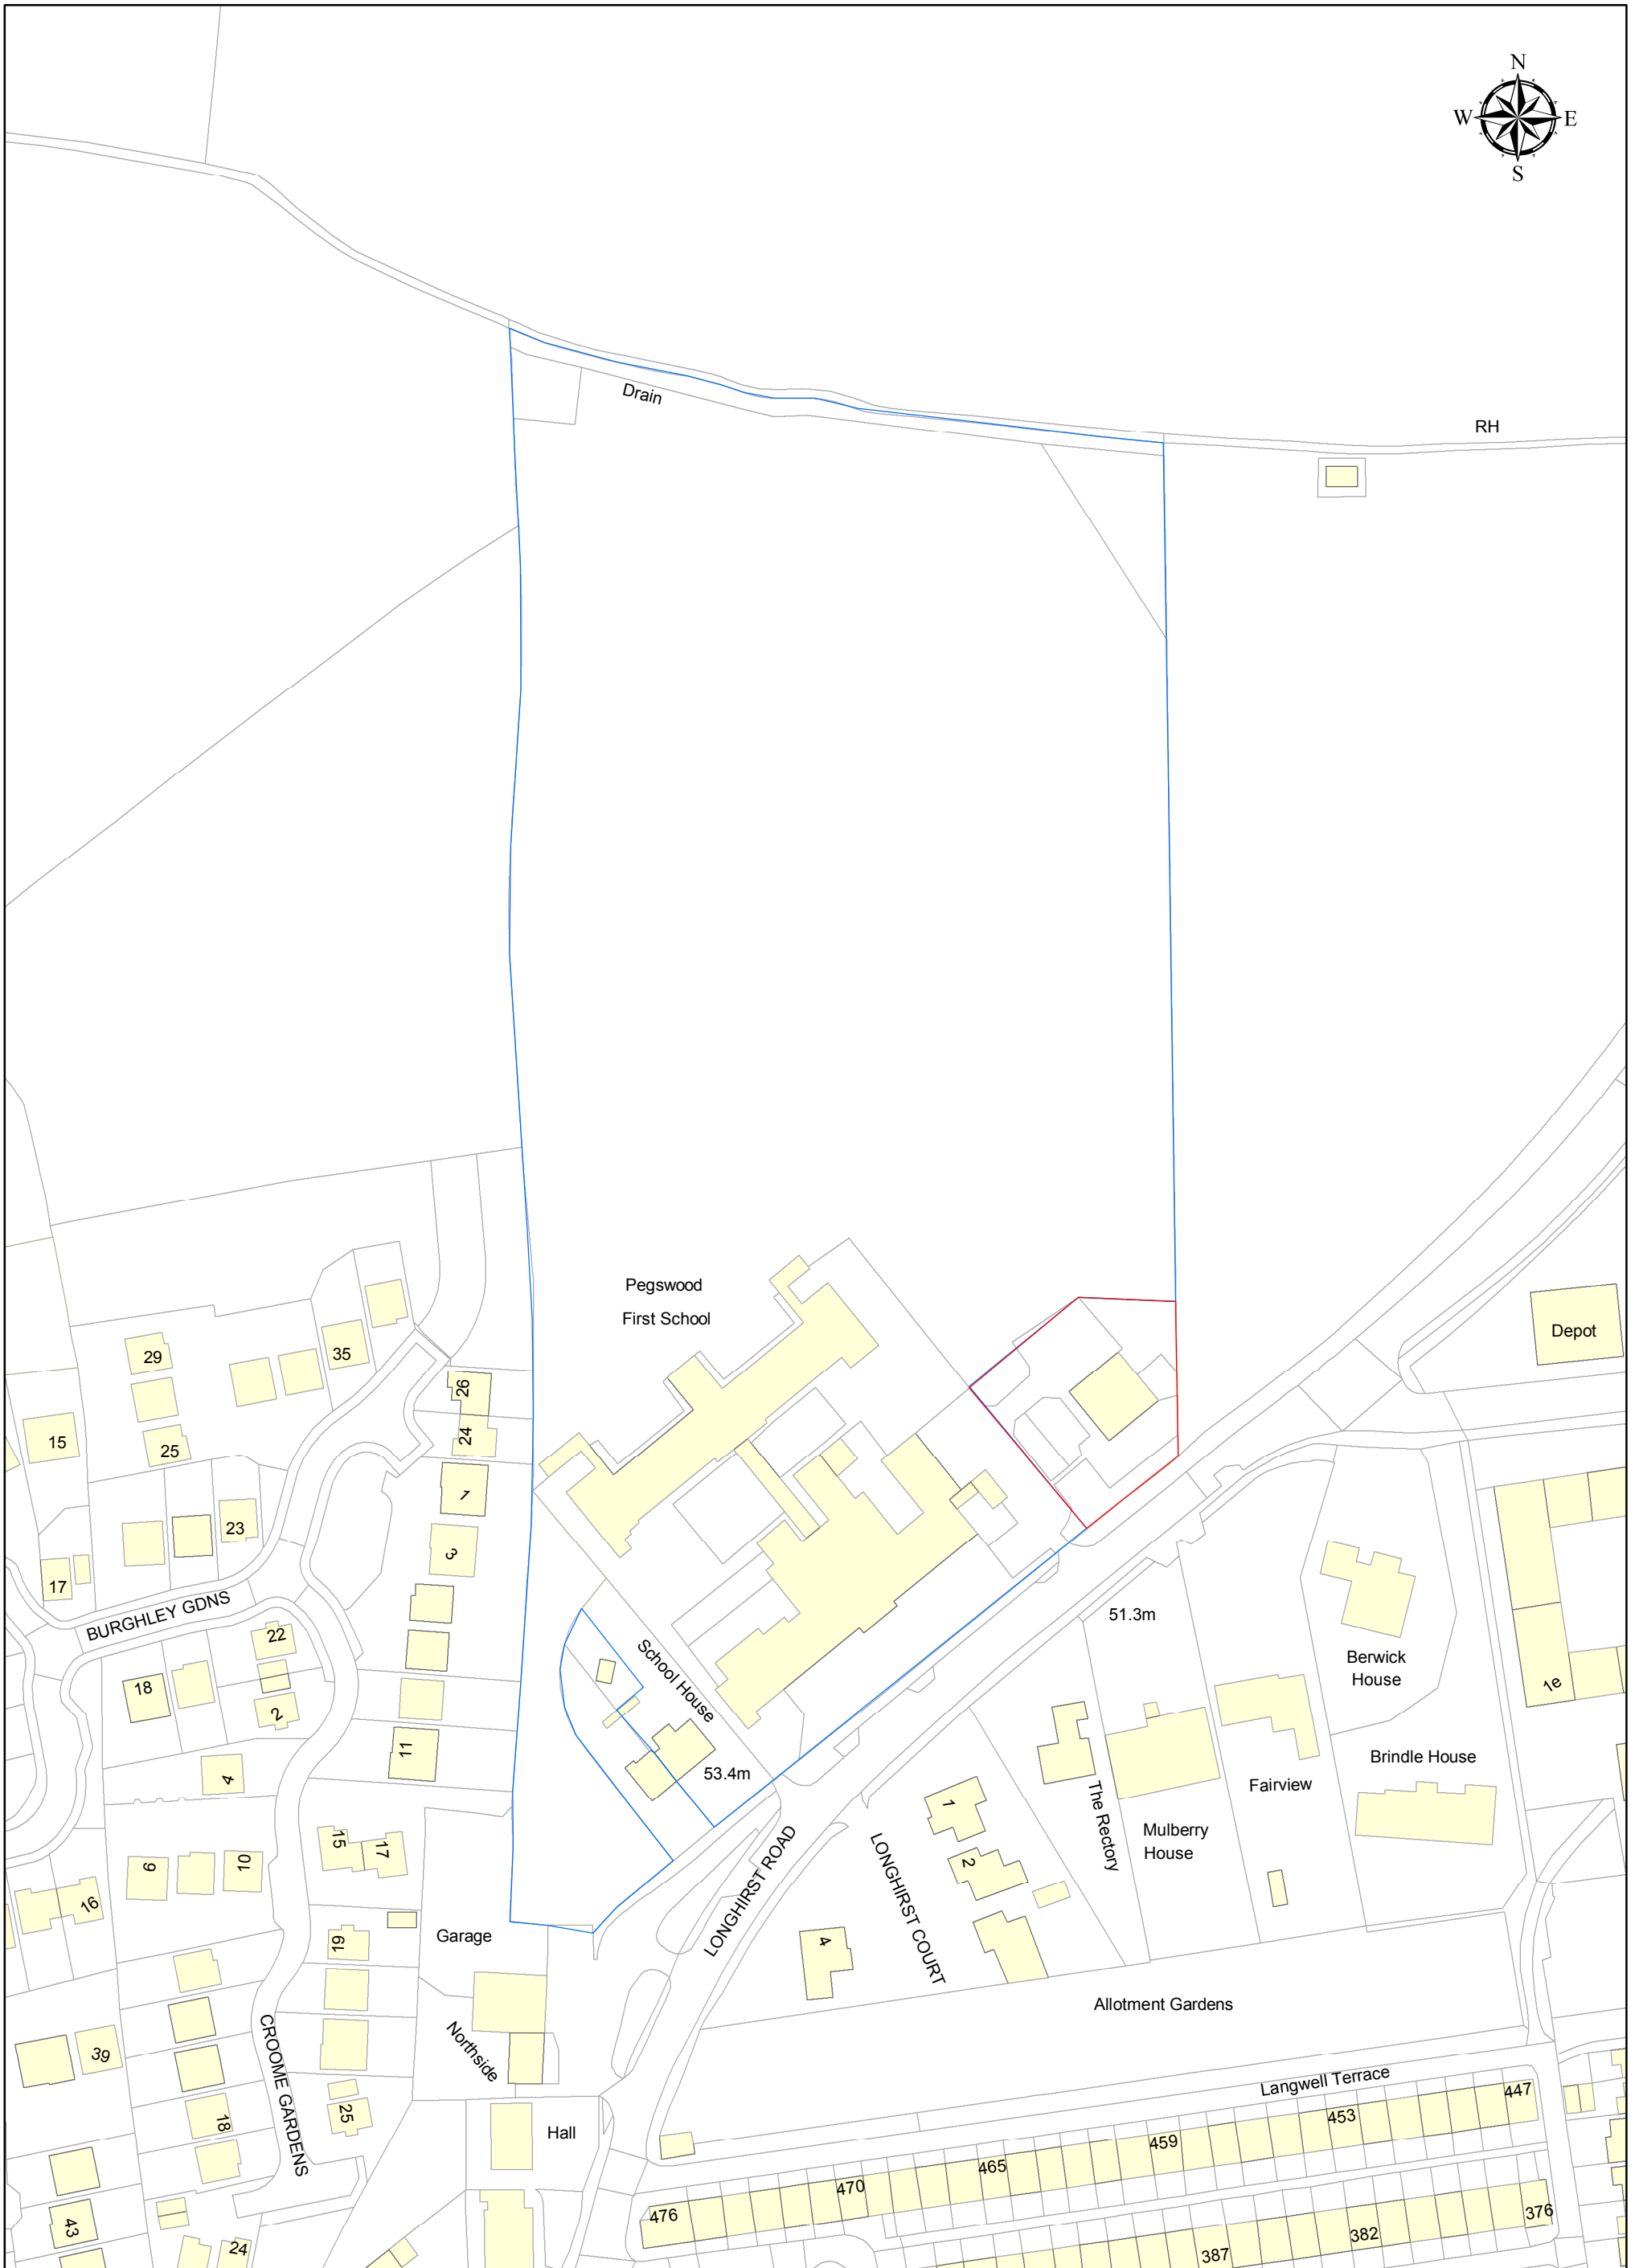 N
W E
S
Drain
RH
Pegswood
First School
Depot
29
35
26
15
25
24
1
23
3
17
BURGHLEY GDNS
51.3m
22
School House
Berwick
House
18
2
1e
11
4
53.4m
Brindle House
Fairview
1
The Rectory
Mulberry
House
15
17
LONGHIRST ROAD
LONGHIRST COURT
2
6
10
16
Garage
19
4
Allotment Gardens
CROOME GARDENS
39
Northside
Langwell Terrace
447
25
18
453
Hall
459
465
470
476
376
43
382
24
387